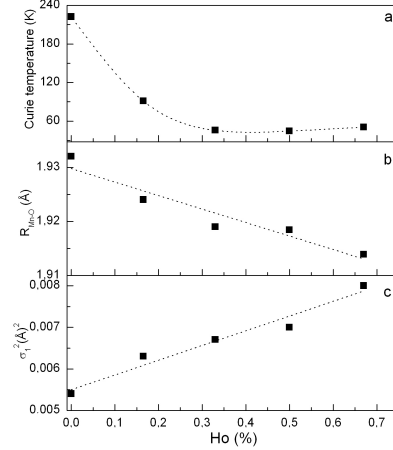 240
180
120
60
Curie temperature (K)
a
1,93
1,92
1,91
R_Mn-O (Å)
b
0,008
0,007
0,006
0,005
σ₁²(Å)²
c
0,0 0,1 0,2 0,3 0,4 0,5 0,6 0,7
Ho (%)